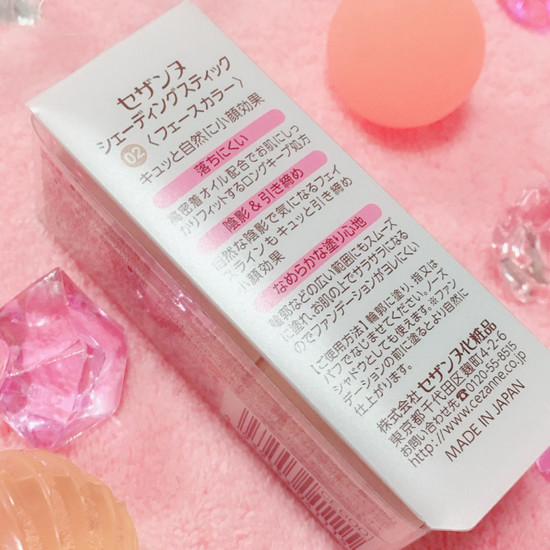 セザンヌ
シェーディングスティック
〈フェースカラー〉
02
キュッと自然に小顔効果
落ちにくい
高密着オイル配合でお肌にしっ
かりフィットするロングキープ処方
陰影&引き締め
自然な陰影で気になるフェイ
スラインもキュッと引き締め
小顔効果
なめらかな塗り心地
輪郭などの広い範囲にもスムーズ
に塗れ、お肌の上でサラサラになる
のでファンデーションがヨレにくい
【ご使用方法】輪郭に塗り、指又は
パフでなじませてください。ノーズ
シャドウとしても使えます。※ファン
デーションの前に塗るとより自然に
仕上がります。
株式会社セザンヌ化粧品
東京都千代田区麹町4-2-6
お問い合わせ先☎0120-55-8515
http://www.cezanne.co.jp
MADE IN JAPAN